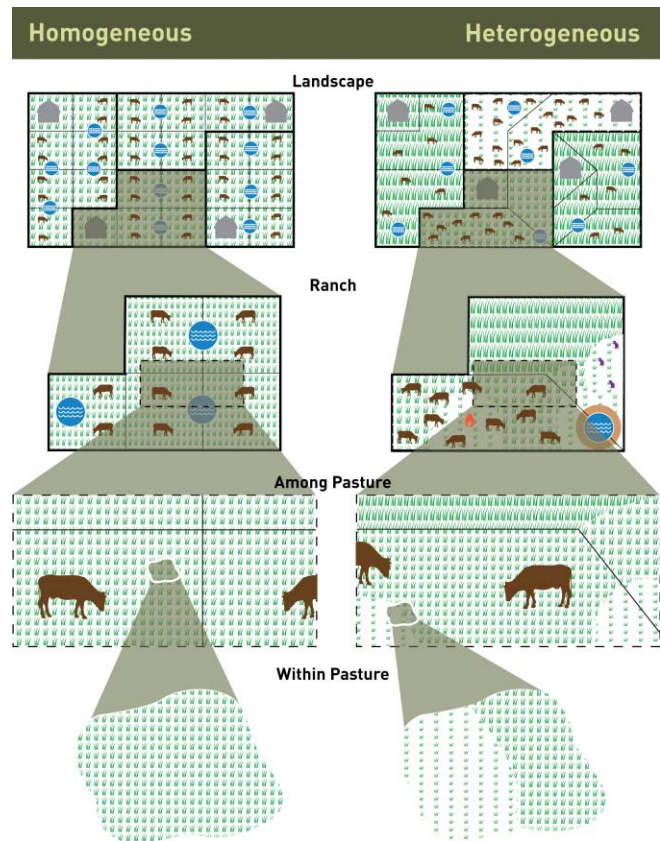 Homogeneous
Heterogeneous
Landscape
Ranch
Among Pasture
Within Pasture